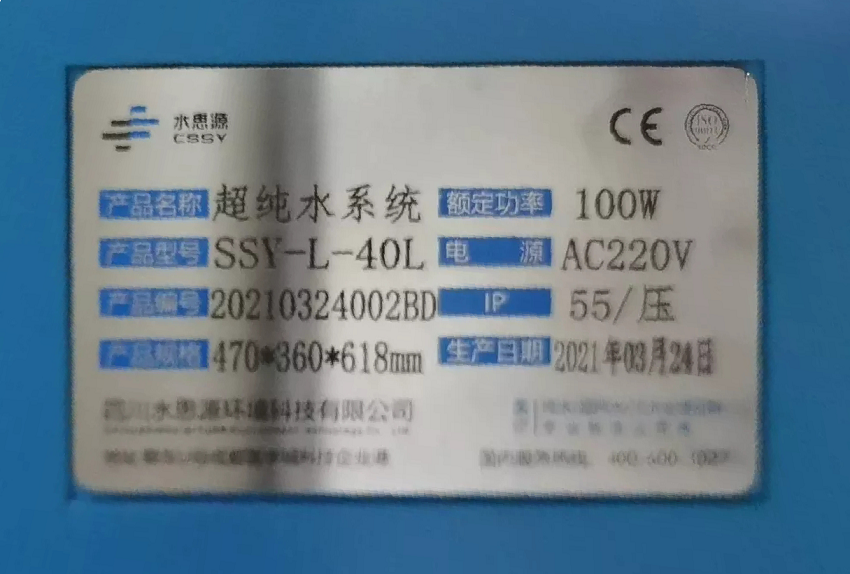 水思源
CSSY
CE ISO 9001
产品名称 超纯水系统 额定功率 100W
产品型号 SSY-L-40L 电 源 AC220V
产品编号 20210324002BD IP 55/压
产品规格 470*360*618mm 生产日期 2021年03月24日
四川水思源环境科技有限公司
国内服务热线